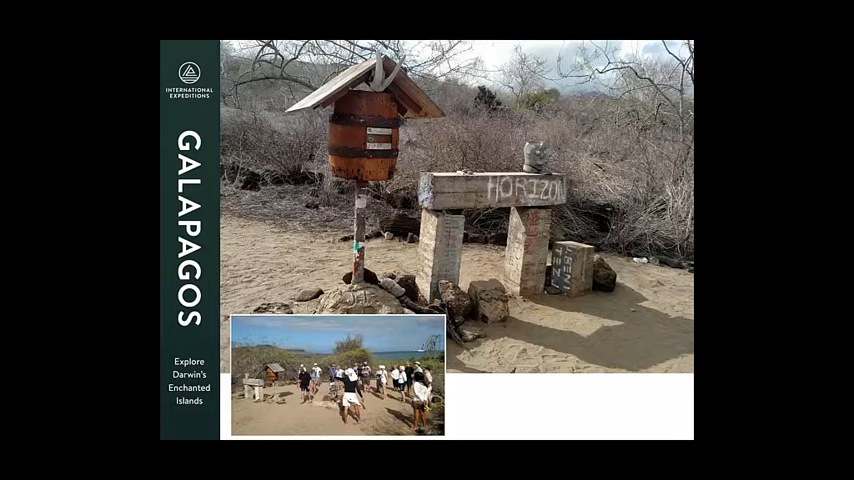 INTERNATIONAL
EXPEDITIONS
GALAPAGOS
Explore
Darwin's
Enchanted
Islands
HORIZON